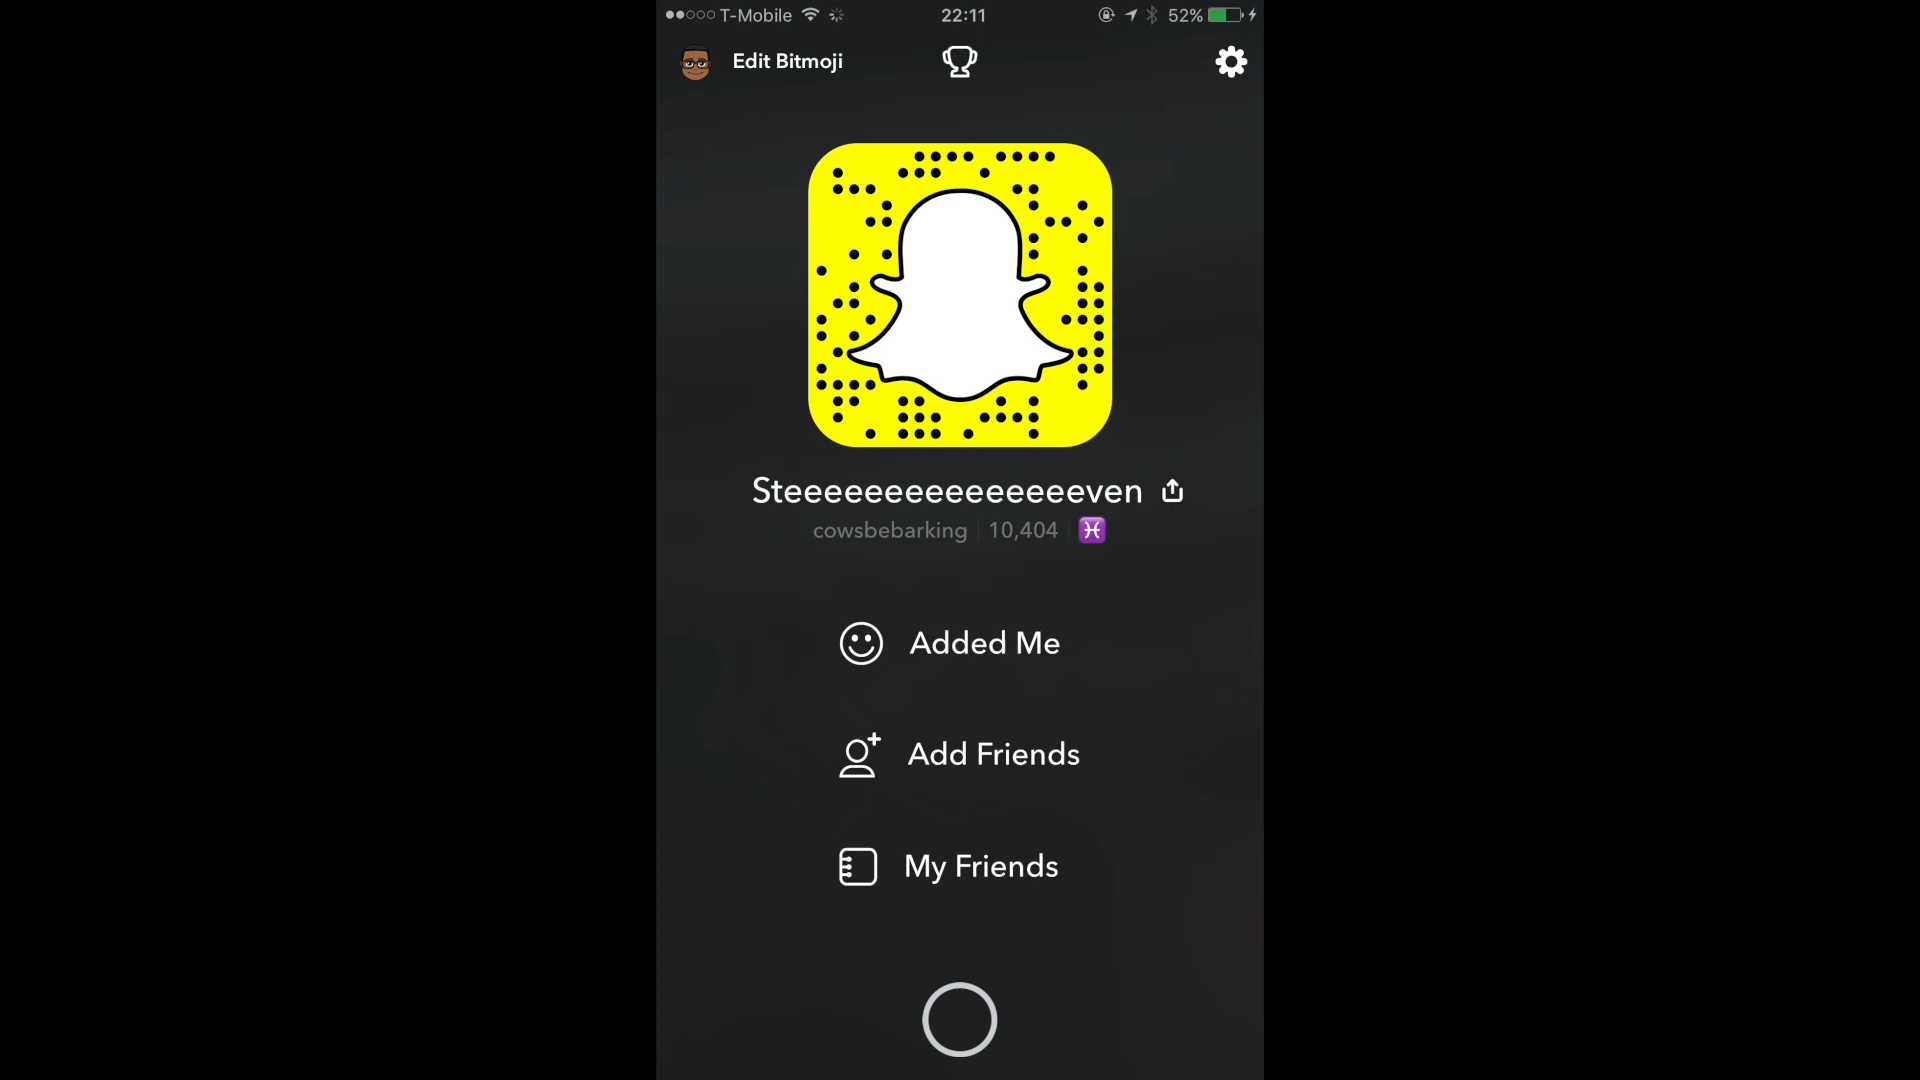 T-Mobile 22:11 52%
Edit Bitmoji
Steeeeeeeeeeeeeeeven
cowsbebarking 10,404
Added Me
Add Friends
My Friends